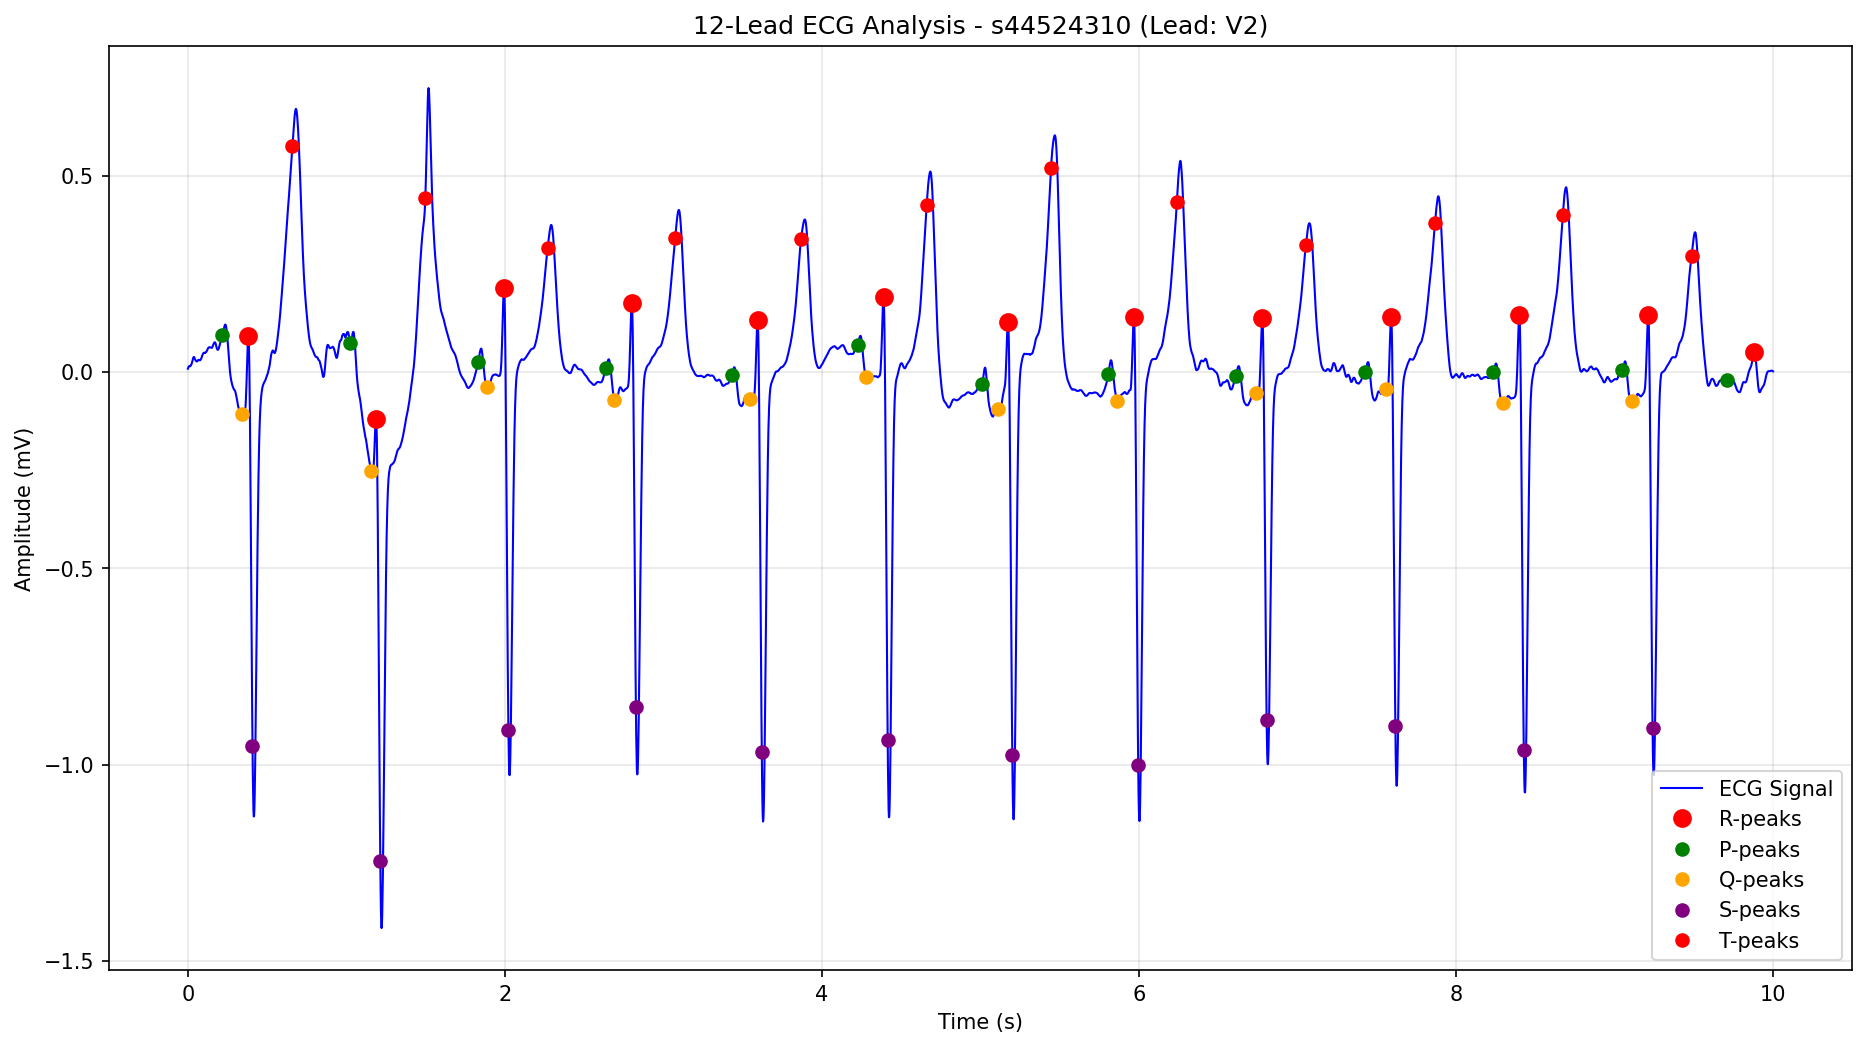 12-Lead ECG Analysis - s44524310 (Lead: V2)
Amplitude (mV)
0.5
0.0
−0.5
−1.0
−1.5
0
2
4
6
8
10
Time (s)
ECG Signal
R-peaks
P-peaks
Q-peaks
S-peaks
T-peaks